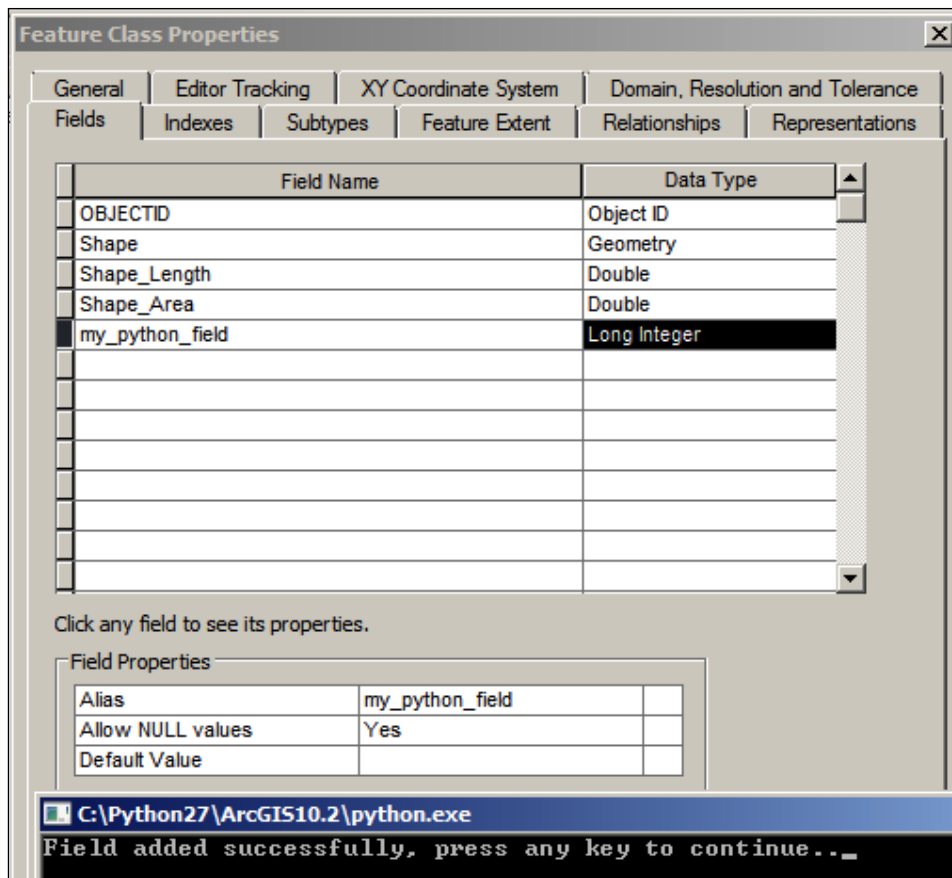 Feature Class Properties
General Editor Tracking XY Coordinate System Domain, Resolution and Tolerance
Fields Indexes Subtypes Feature Extent Relationships Representations
Field Name Data Type
OBJECTID Object ID
Shape Geometry
Shape_Length Double
Shape_Area Double
my_python_field Long Integer
Click any field to see its properties.
Field Properties
Alias my_python_field
Allow NULL values Yes
Default Value
C:\Python27\ArcGIS10.2\python.exe
Field added successfully, press any key to continue.._